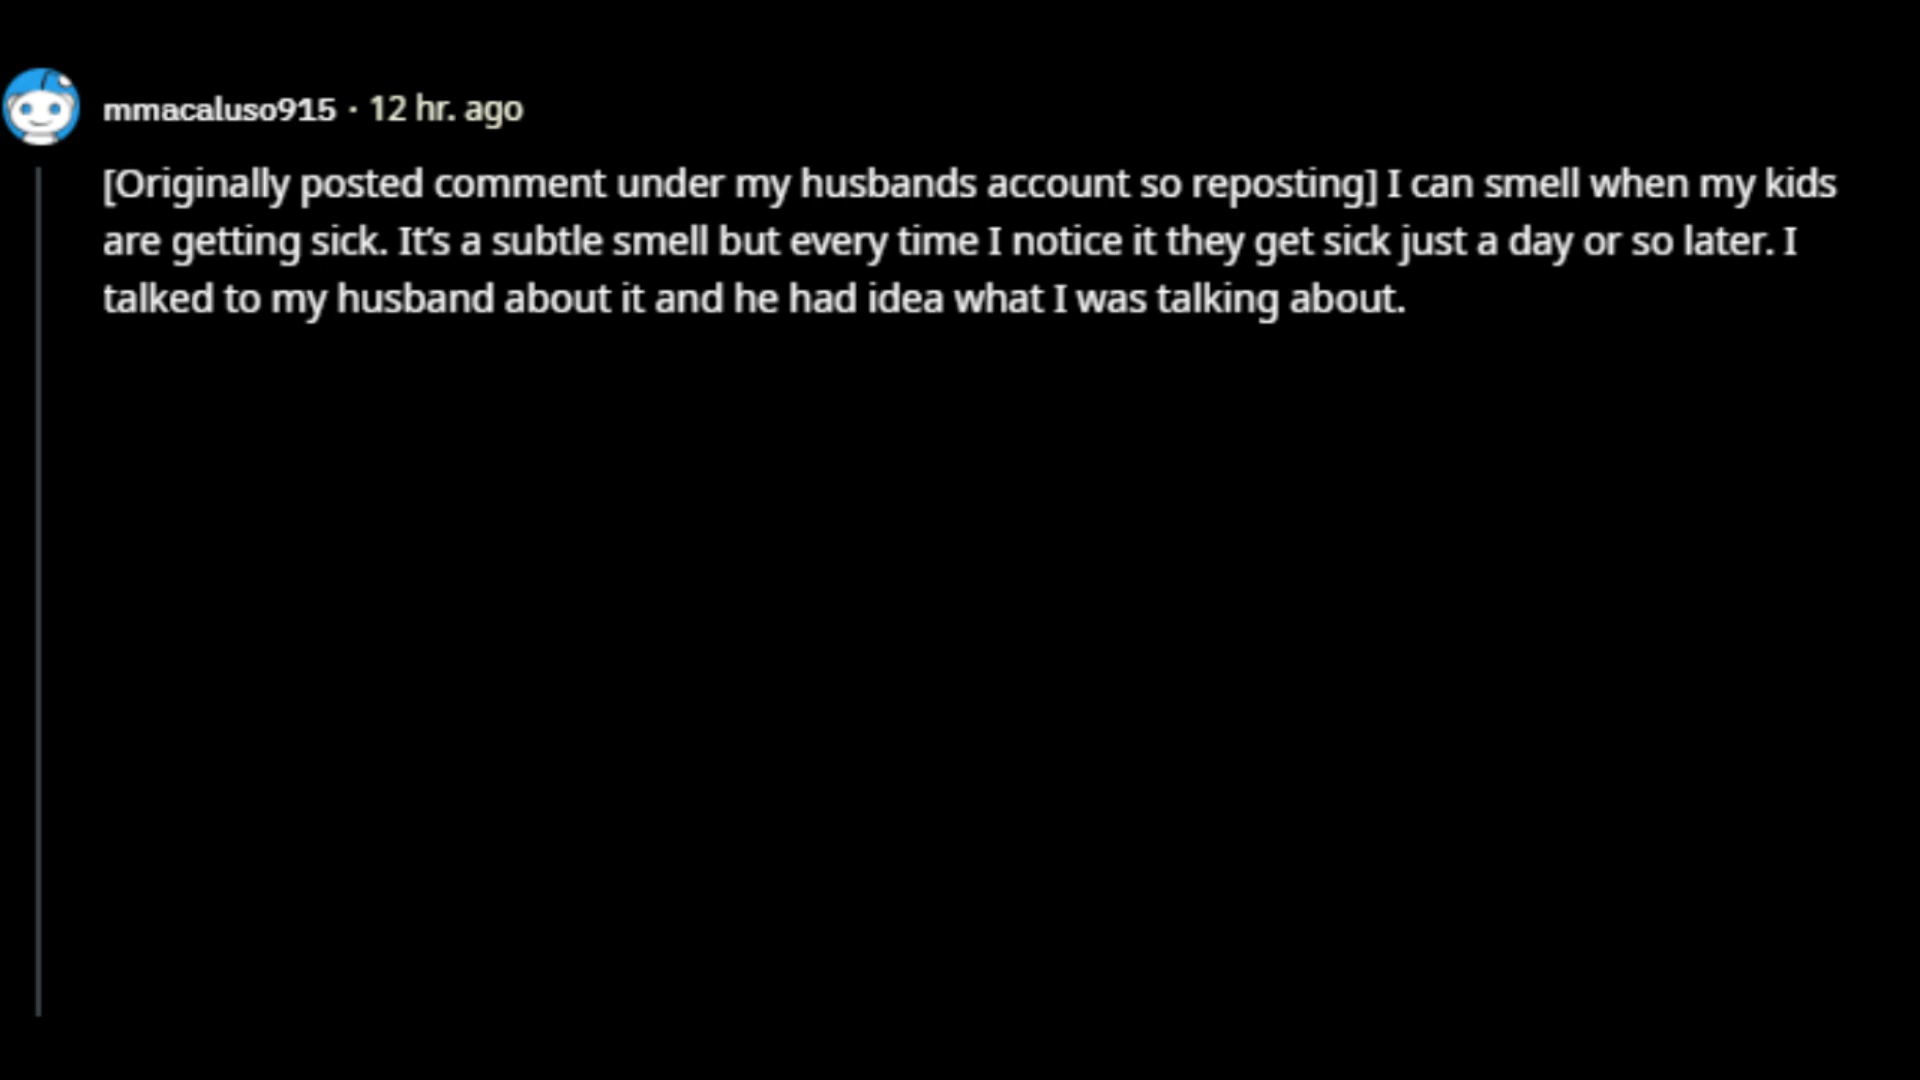 mmacaluso915 · 12 hr. ago
[Originally posted comment under my husbands account so reposting] I can smell when my kids
are getting sick. It’s a subtle smell but every time I notice it they get sick just a day or so later. I
talked to my husband about it and he had idea what I was talking about.